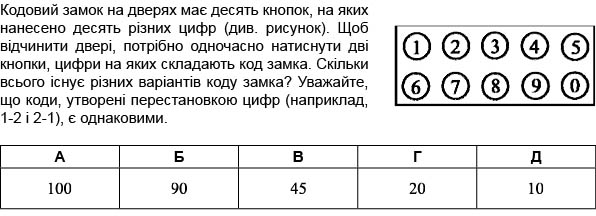 Кодовий замок на дверях має десять кнопок, на яких
нанесено десять різних цифр (див. рисунок). Щоб
відчинити двері, потрібно одночасно натиснути дві
кнопки, цифри на яких складають код замка. Скільки
всього існує різних варіантів коду замка? Уважайте,
що коди, утворені перестановкою цифр (наприклад,
1-2 і 2-1), є однаковими.
1 2 3 4 5
6 7 8 9 0
А Б В Г Д
100 90 45 20 10